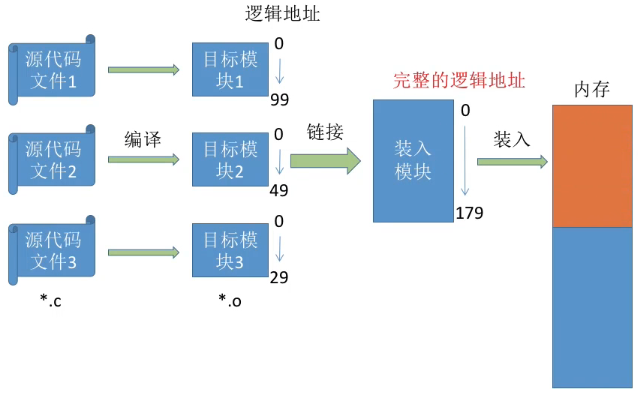 逻辑地址
源代码
文件1
目标模
块1
0
99
完整的逻辑地址
内存
编译
源代码
文件2
目标模
块2
0
49
链接
装入
模块
0
179
装入
源代码
文件3
目标模
块3
0
29
*.c
*.o